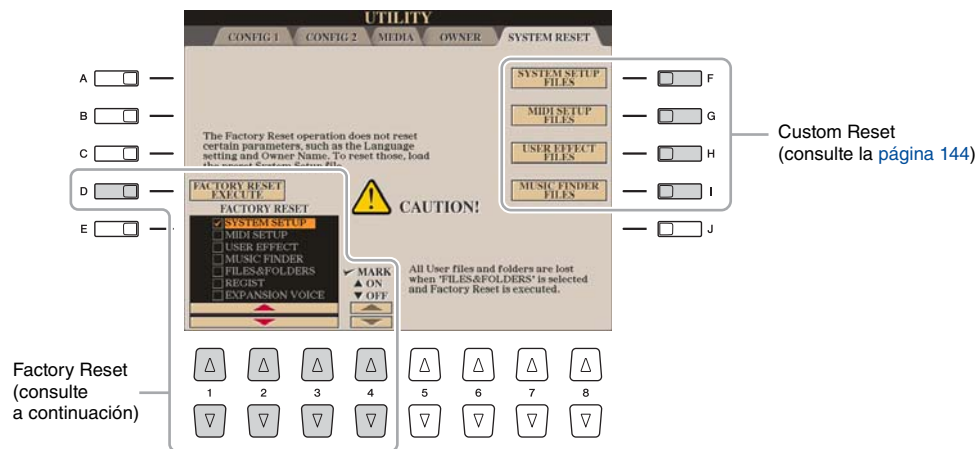 UTILITY
CONFIG 1
CONFIG 2
MEDIA
OWNER
SYSTEM RESET
A
B
C
D
E
SYSTEM SETUP
FILES
MIDI SETUP
FILES
USER EFFECT
FILES
MUSIC FINDER
FILES
F
G
H
I
J
Custom Reset
(consulte la página 144)
The Factory Reset operation does not reset
certain parameters, such as the Language
setting and Owner Name. To reset those, load
the preset System Setup file.
FACTORY RESET
EXECUTE
CAUTION!
FACTORY RESET
SYSTEM SETUP
MIDI SETUP
USER EFFECT
MUSIC FINDER
FILES&FOLDERS
REGIST
EXPANSION VOICE
MARK
▲ ON
▼ OFF
All User files and folders are lost
when "FILES&FOLDERS" is selected
and Factory Reset is executed.
Factory Reset
(consulte
a continuación)
1
2
3
4
5
6
7
8